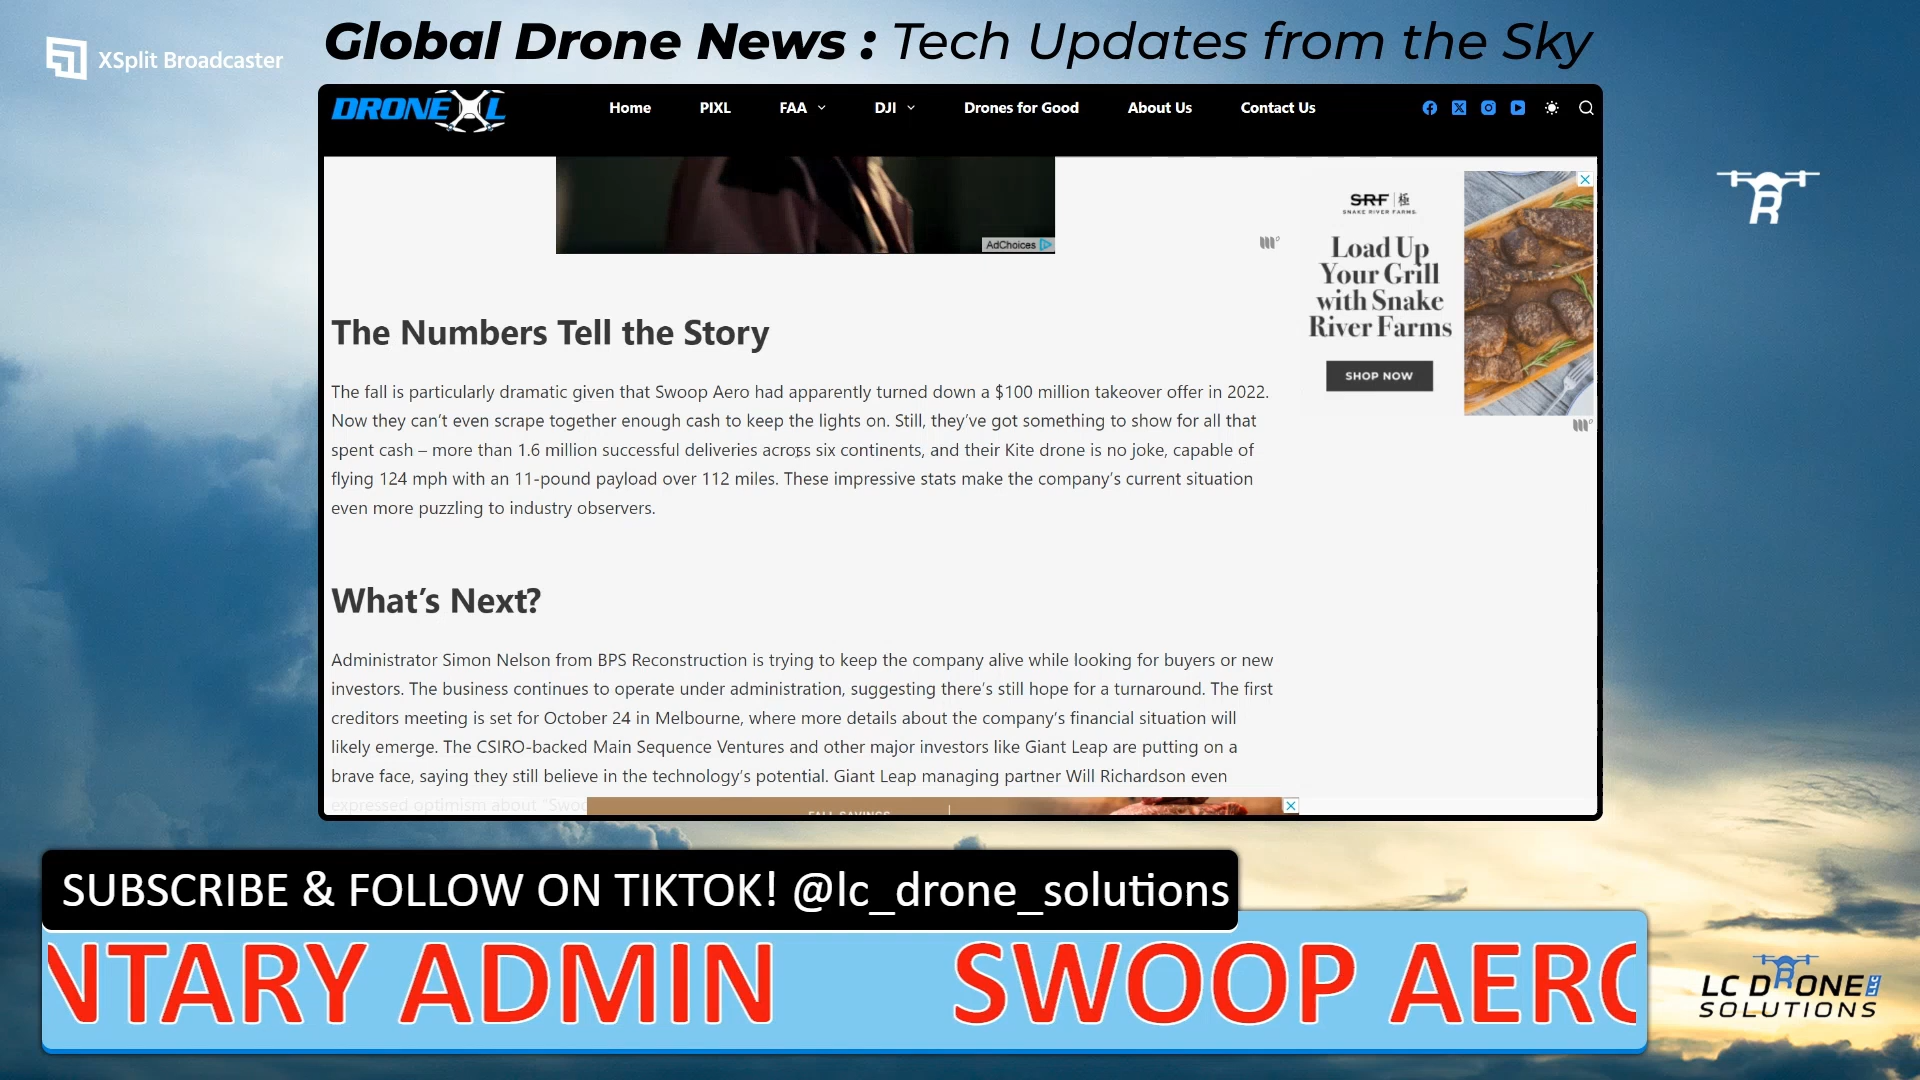 XSplit Broadcaster
Global Drone News : Tech Updates from the Sky
DRONEXL
Home PIXL FAA DJI Drones for Good About Us Contact Us
AdChoices
SRF 極
SNAKE RIVER FARMS
Load Up
Your Grill
with Snake
River Farms
SHOP NOW
The Numbers Tell the Story
The fall is particularly dramatic given that Swoop Aero had apparently turned down a $100 million takeover offer in 2022.
Now they can’t even scrape together enough cash to keep the lights on. Still, they’ve got something to show for all that
spent cash – more than 1.6 million successful deliveries across six continents, and their Kite drone is no joke, capable of
flying 124 mph with an 11-pound payload over 112 miles. These impressive stats make the company’s current situation
even more puzzling to industry observers.
What’s Next?
Administrator Simon Nelson from BPS Reconstruction is trying to keep the company alive while looking for buyers or new
investors. The business continues to operate under administration, suggesting there’s still hope for a turnaround. The first
creditors meeting is set for October 24 in Melbourne, where more details about the company’s financial situation will
likely emerge. The CSIRO-backed Main Sequence Ventures and other major investors like Giant Leap are putting on a
brave face, saying they still believe in the technology’s potential. Giant Leap managing partner Will Richardson even
expressed optimism about “Swoo
FALL SAVINGS
SUBSCRIBE & FOLLOW ON TIKTOK! @lc_drone_solutions
NTARY ADMIN SWOOP AERO
LC DRONE LLC
SOLUTIONS